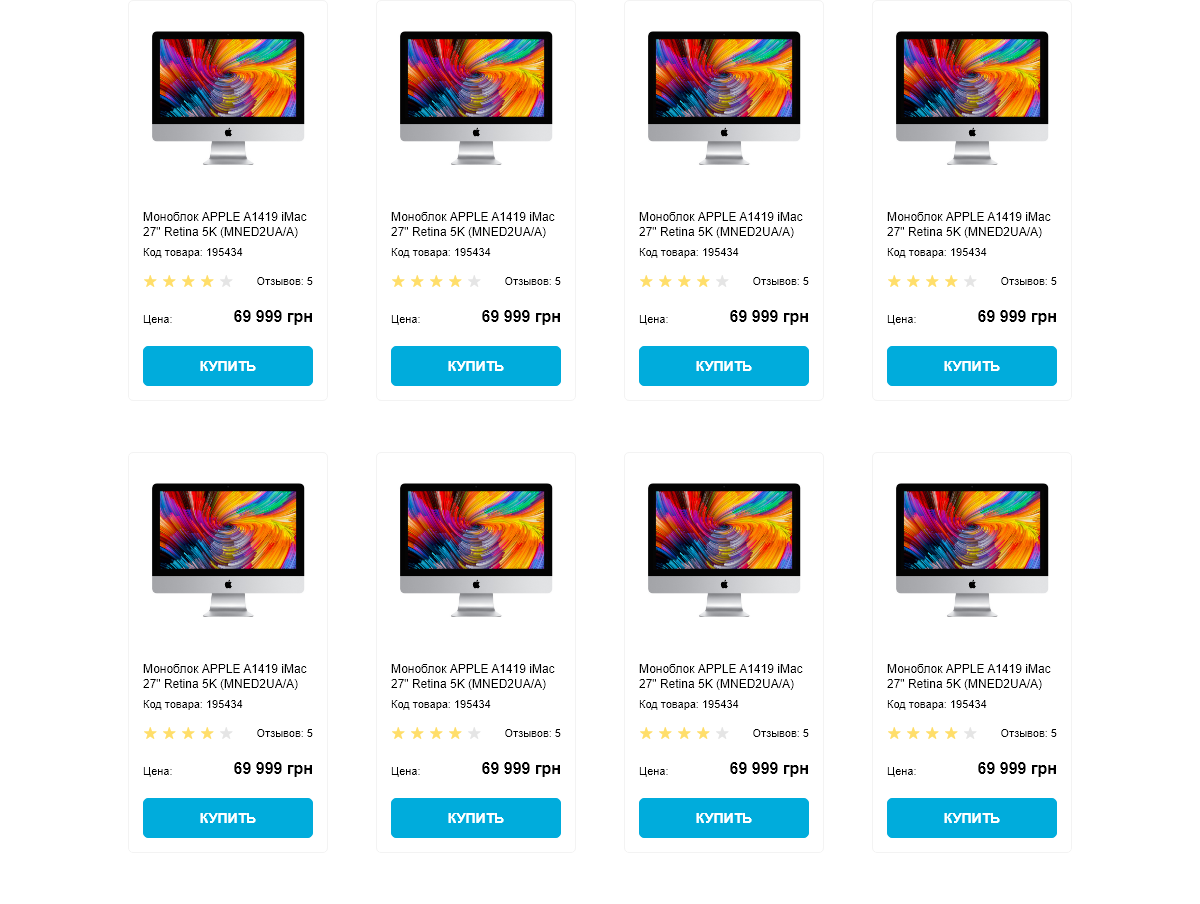 Моноблок APPLE A1419 iMac
27" Retina 5K (MNED2UA/A)
Код товара: 195434
Отзывов: 5
Цена: 69 999 грн
КУПИТЬ
Моноблок APPLE A1419 iMac
27" Retina 5K (MNED2UA/A)
Код товара: 195434
Отзывов: 5
Цена: 69 999 грн
КУПИТЬ
Моноблок APPLE A1419 iMac
27" Retina 5K (MNED2UA/A)
Код товара: 195434
Отзывов: 5
Цена: 69 999 грн
КУПИТЬ
Моноблок APPLE A1419 iMac
27" Retina 5K (MNED2UA/A)
Код товара: 195434
Отзывов: 5
Цена: 69 999 грн
КУПИТЬ
Моноблок APPLE A1419 iMac
27" Retina 5K (MNED2UA/A)
Код товара: 195434
Отзывов: 5
Цена: 69 999 грн
КУПИТЬ
Моноблок APPLE A1419 iMac
27" Retina 5K (MNED2UA/A)
Код товара: 195434
Отзывов: 5
Цена: 69 999 грн
КУПИТЬ
Моноблок APPLE A1419 iMac
27" Retina 5K (MNED2UA/A)
Код товара: 195434
Отзывов: 5
Цена: 69 999 грн
КУПИТЬ
Моноблок APPLE A1419 iMac
27" Retina 5K (MNED2UA/A)
Код товара: 195434
Отзывов: 5
Цена: 69 999 грн
КУПИТЬ